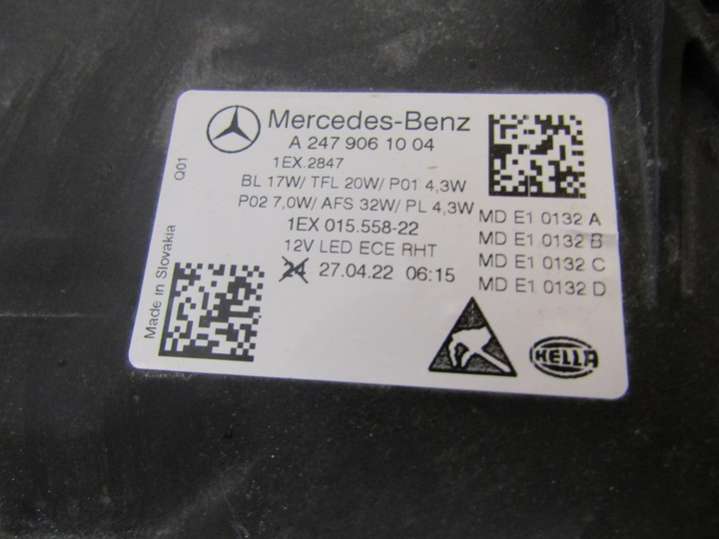 Mercedes-Benz
A 247 906 10 04
1EX.2847
BL 17W/ TFL 20W/ P01 4,3W
P02 7,0W/ AFS 32W/ PL 4,3W
1EX 015.558-22
12V LED ECE RHT
24 27.04.22 06:15
MD E1 0132 A
MD E1 0132 B
MD E1 0132 C
MD E1 0132 D
Q01
Made in Slovakia
HELLA